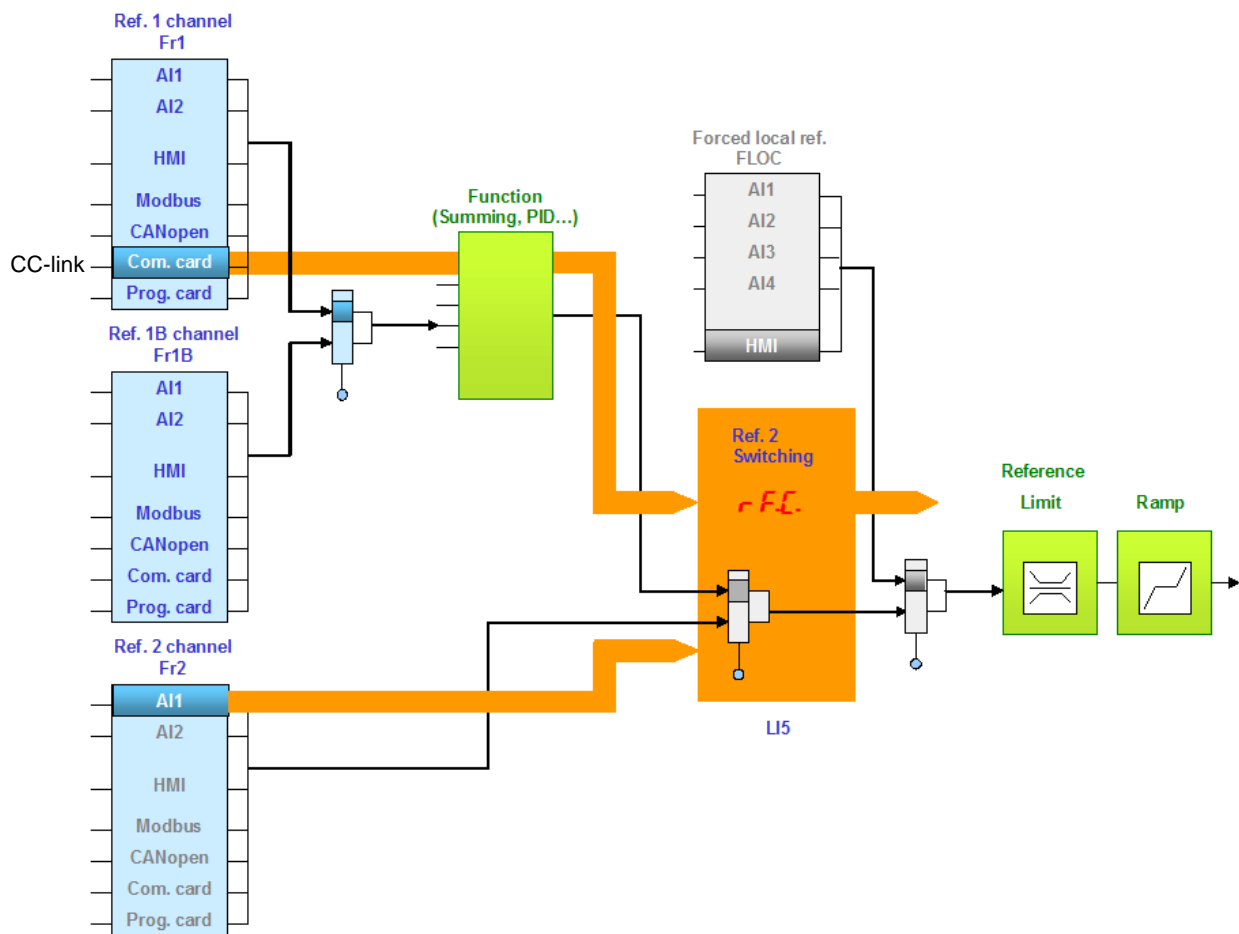 Ref. 1 channel
Fr1
AI1
AI2
HMI
Modbus
CANopen
CC-link
Com. card
Prog. card
Ref. 1B channel
Fr1B
AI1
AI2
HMI
Modbus
CANopen
Com. card
Prog. card
Ref. 2 channel
Fr2
AI1
AI2
HMI
Modbus
CANopen
Com. card
Prog. card
Function
(Summing, PID...)
Forced local ref.
FLOC
AI1
AI2
AI3
AI4
HMI
Ref. 2
Switching
rF.C.
LI5
Reference
Limit
Ramp